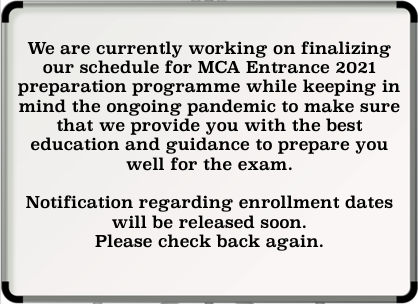 We are currently working on finalizing
our schedule for MCA Entrance 2021
preparation programme while keeping in
mind the ongoing pandemic to make sure
that we provide you with the best
education and guidance to prepare you
well for the exam.
Notification regarding enrollment dates
will be released soon.
Please check back again.